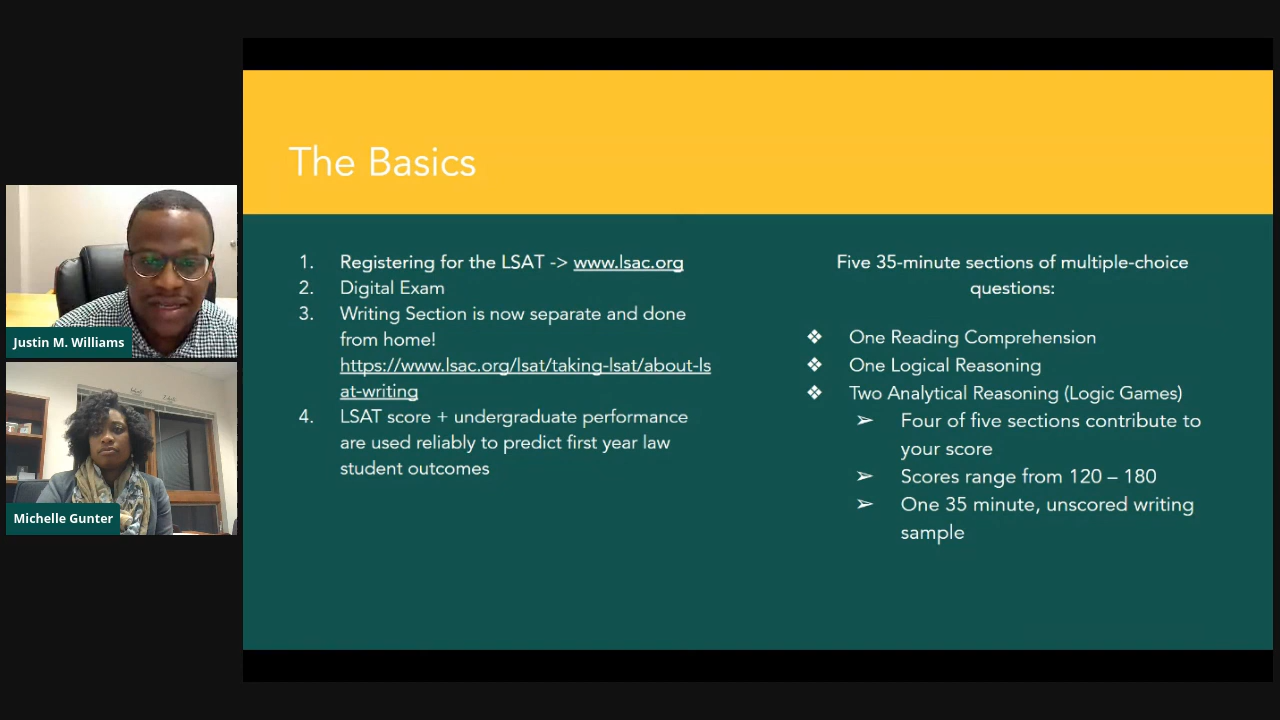 The Basics
1. Registering for the LSAT -> www.lsac.org
2. Digital Exam
3. Writing Section is now separate and done
from home!
https://www.lsac.org/lsat/taking-lsat/about-ls
at-writing
4. LSAT score + undergraduate performance
are used reliably to predict first year law
student outcomes
Five 35-minute sections of multiple-choice
questions:
❖ One Reading Comprehension
❖ One Logical Reasoning
❖ Two Analytical Reasoning (Logic Games)
➢ Four of five sections contribute to
your score
➢ Scores range from 120 – 180
➢ One 35 minute, unscored writing
sample
Justin M. Williams
Michelle Gunter